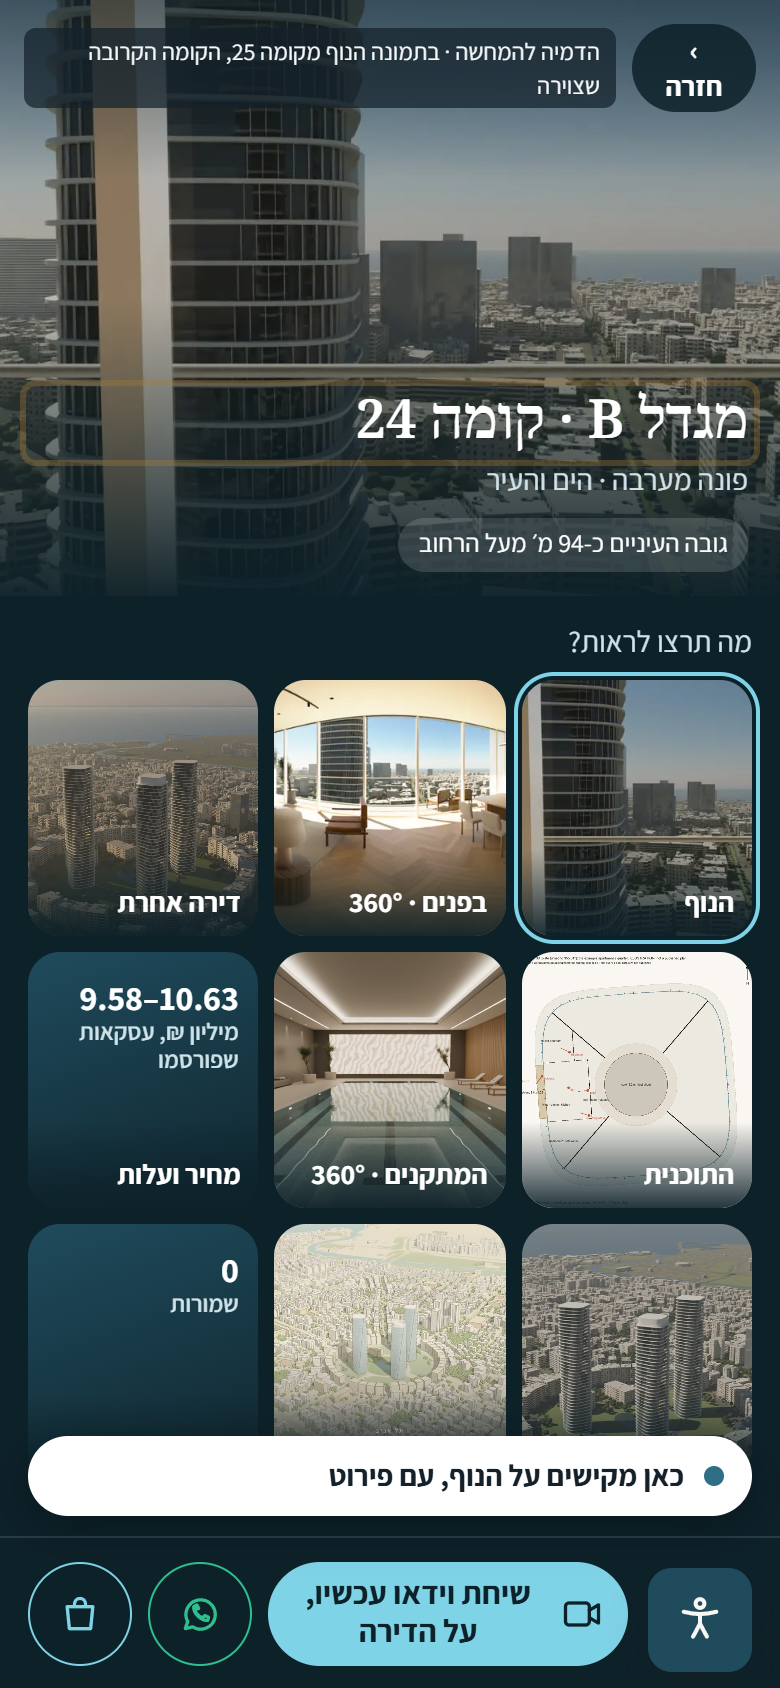 חזרה
הדמיה להמחשה · בתמונה הנוף מקומה 25, הקומה הקרובה
שצוירה
מגדל B · קומה 24
פונה מערבה · הים והעיר
גובה העיניים כ-94 מ׳ מעל הרחוב
מה תרצו לראות?
הנוף
בפנים · 360°
דירה אחרת
התוכנית
המתקנים · 360°
9.58–10.63
מיליון ₪, עסקאות
שפורסמו
מחיר ועלות
0
שמורות
כאן מקישים על הנוף, עם פירוט
שיחת וידאו עכשיו,
על הדירה